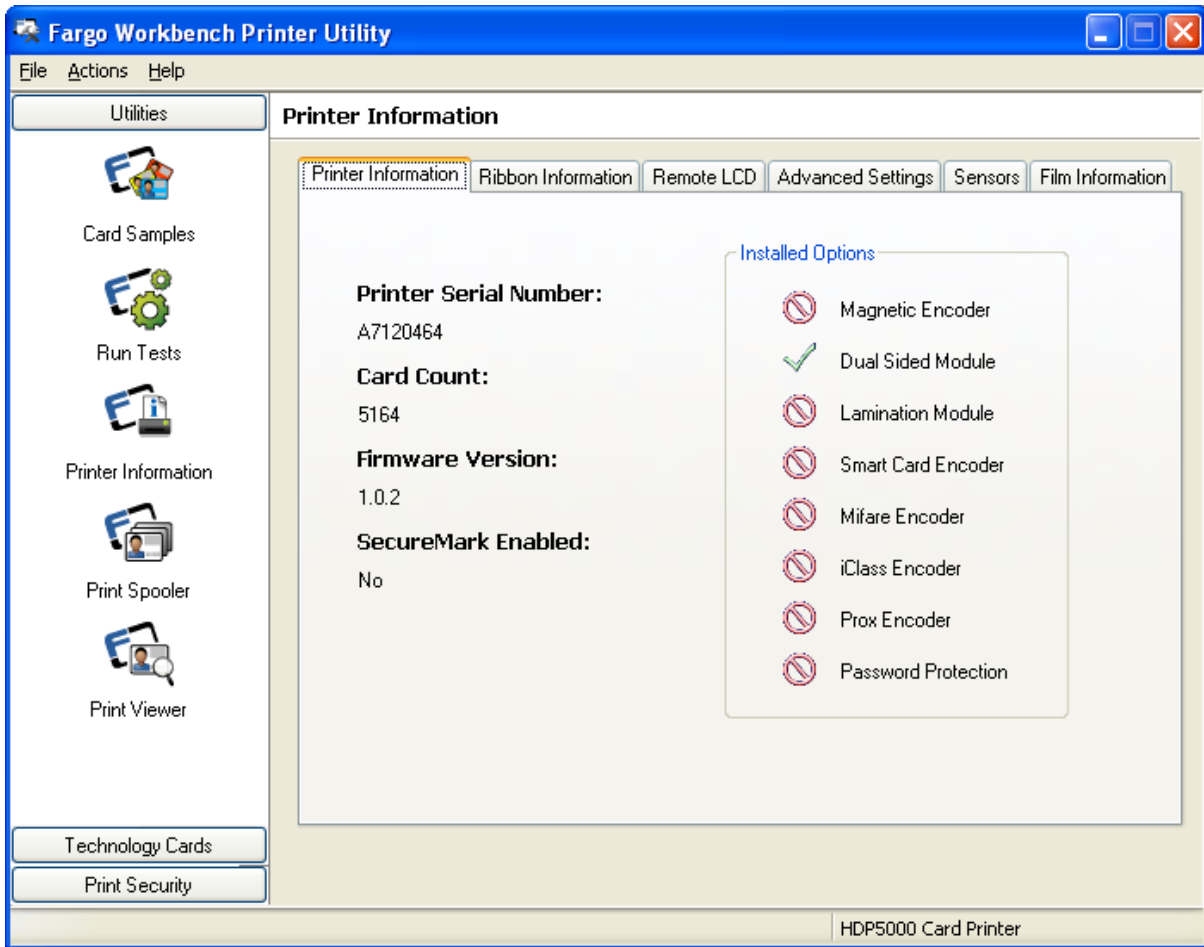 Fargo Workbench Printer Utility
File Actions Help
Utilities
Card Samples
Run Tests
Printer Information
Print Spooler
Print Viewer
Technology Cards
Print Security
Printer Information
Printer Information Ribbon Information Remote LCD Advanced Settings Sensors Film Information
Printer Serial Number:
A7120464
Card Count:
5164
Firmware Version:
1.0.2
SecureMark Enabled:
No
Installed Options
Magnetic Encoder
Dual Sided Module
Lamination Module
Smart Card Encoder
Mifare Encoder
iClass Encoder
Prox Encoder
Password Protection
HDP5000 Card Printer